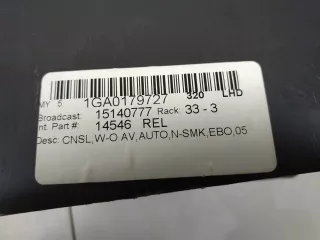 MY 5 1GA0179727 320 LHD
Broadcast: 15140777 Rack 33 - 3
Int. Part #: 14546 REL
Desc: CNSL,W-O AV,AUTO,N-SMK,EBO,05